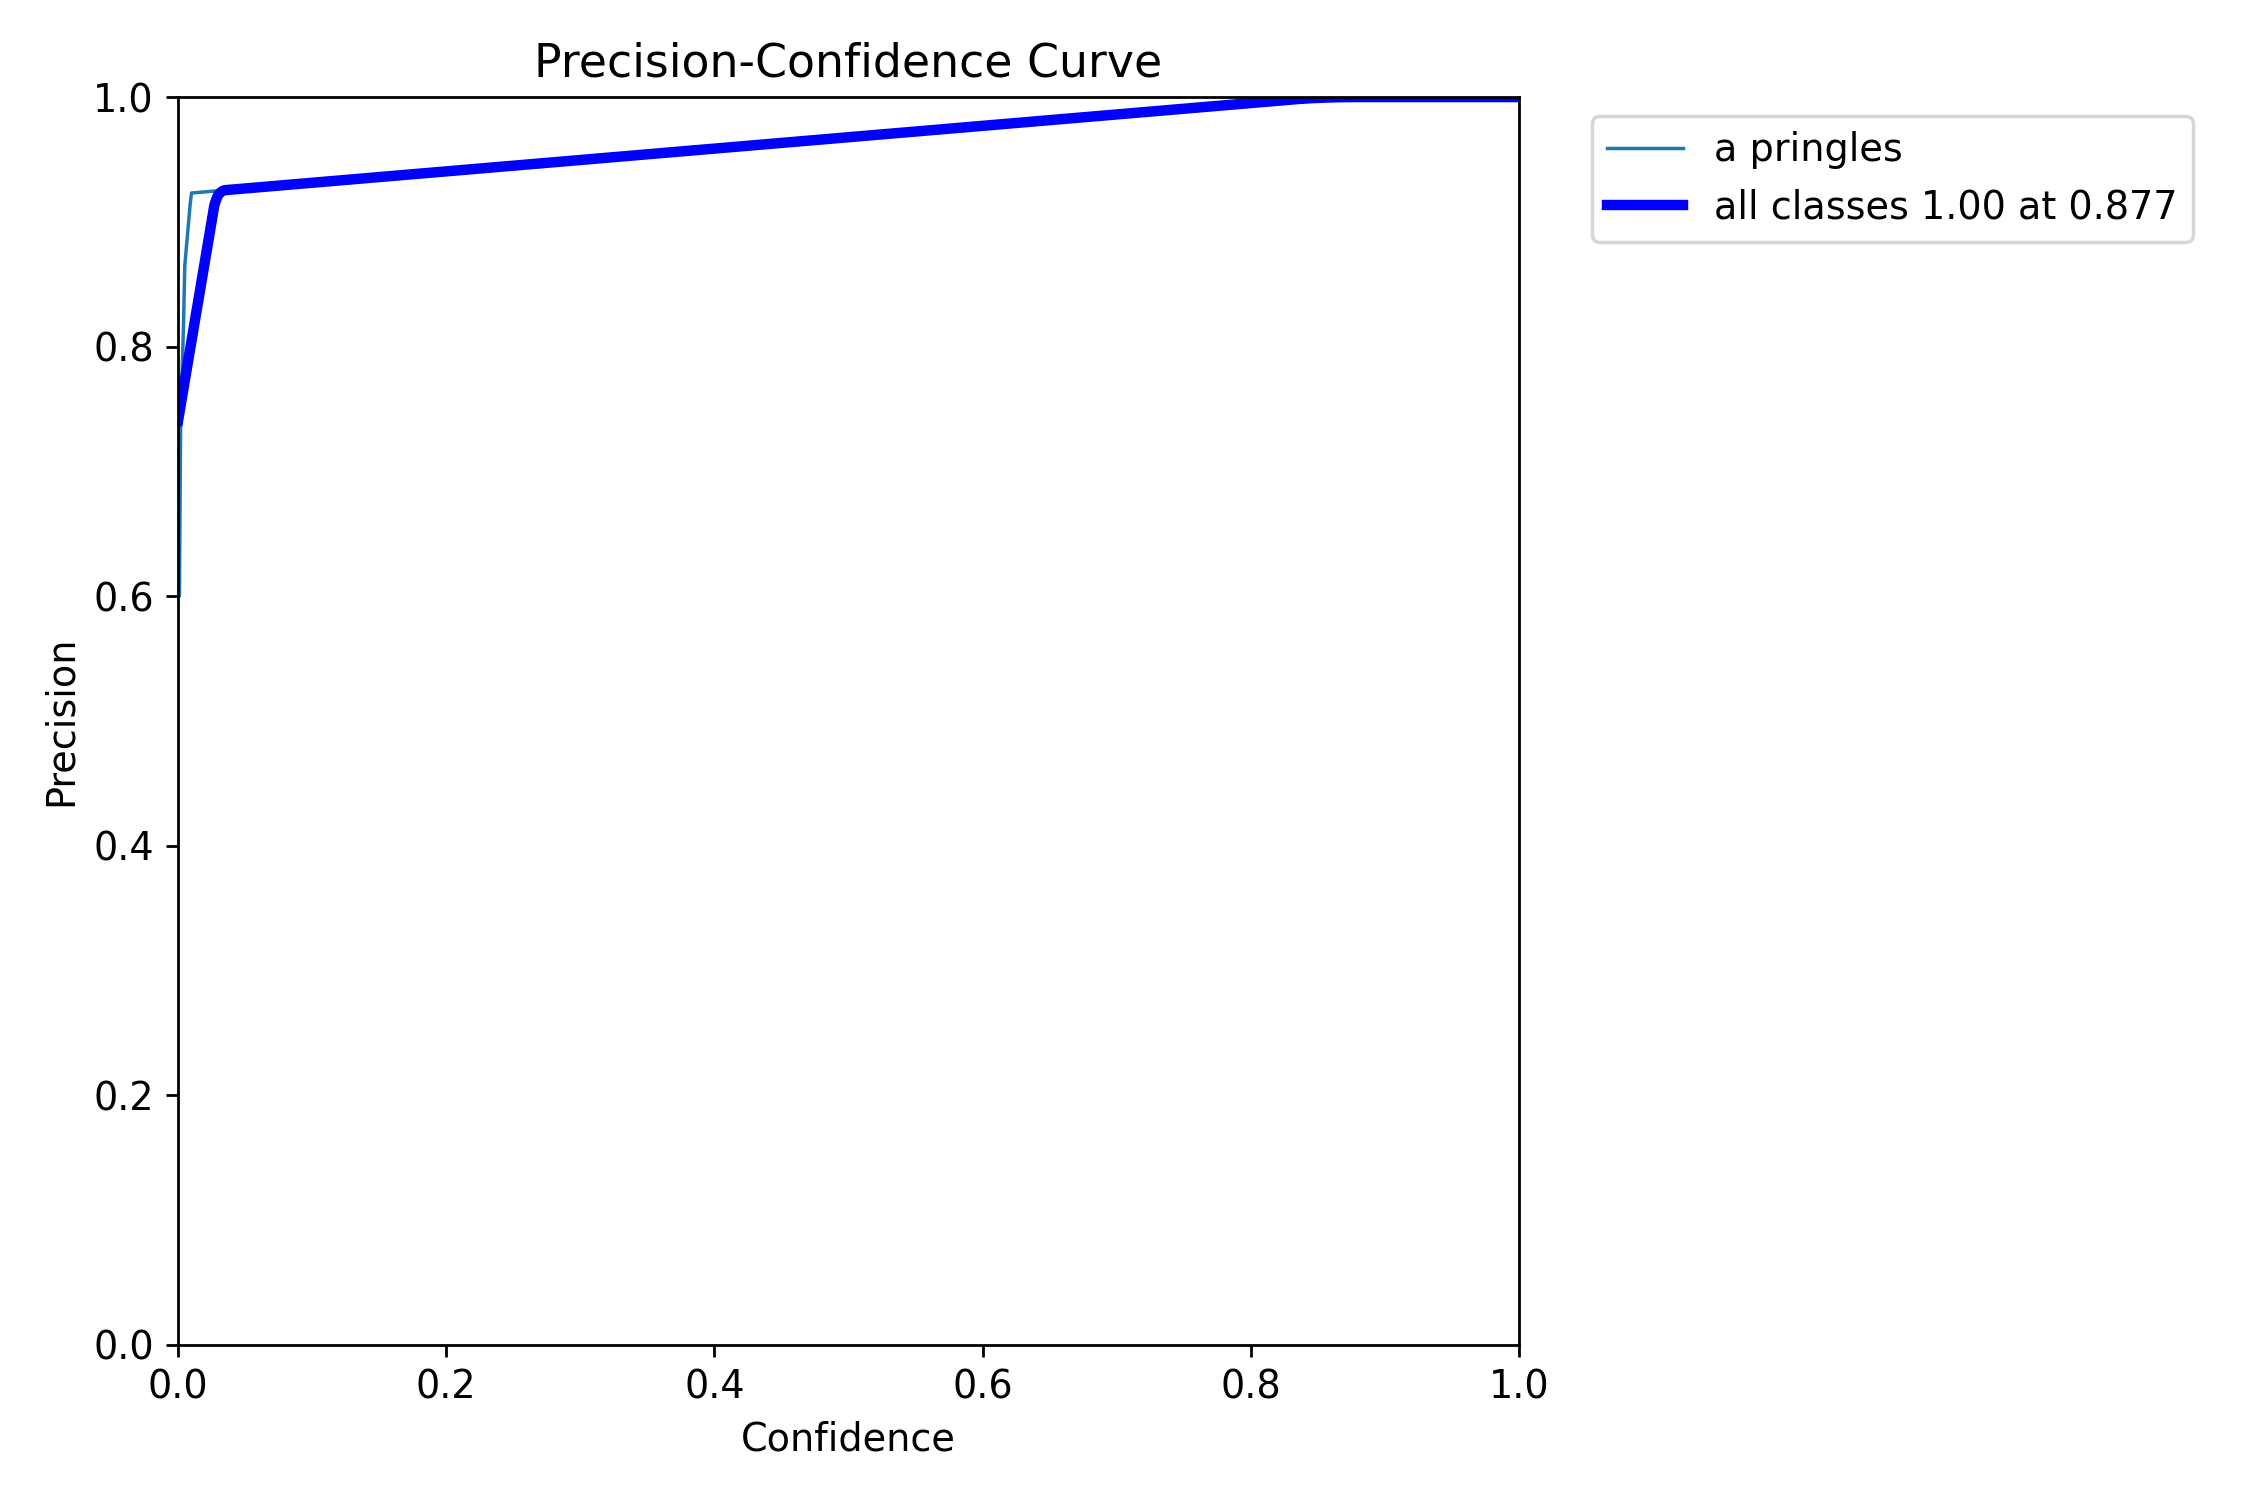 Precision-Confidence Curve
1.0
0.8
0.6
0.4
0.2
0.0
Precision
0.0 0.2 0.4 0.6 0.8 1.0
Confidence
a pringles
all classes 1.00 at 0.877